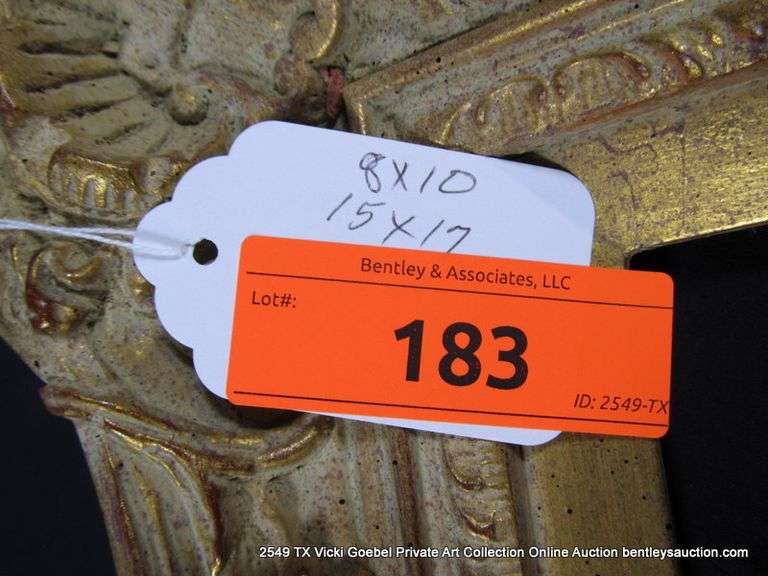 8X10
15X17
Bentley & Associates, LLC
Lot#:
183
ID: 2549-TX
2549 TX Vicki Goebel Private Art Collection Online Auction bentleysauction.com